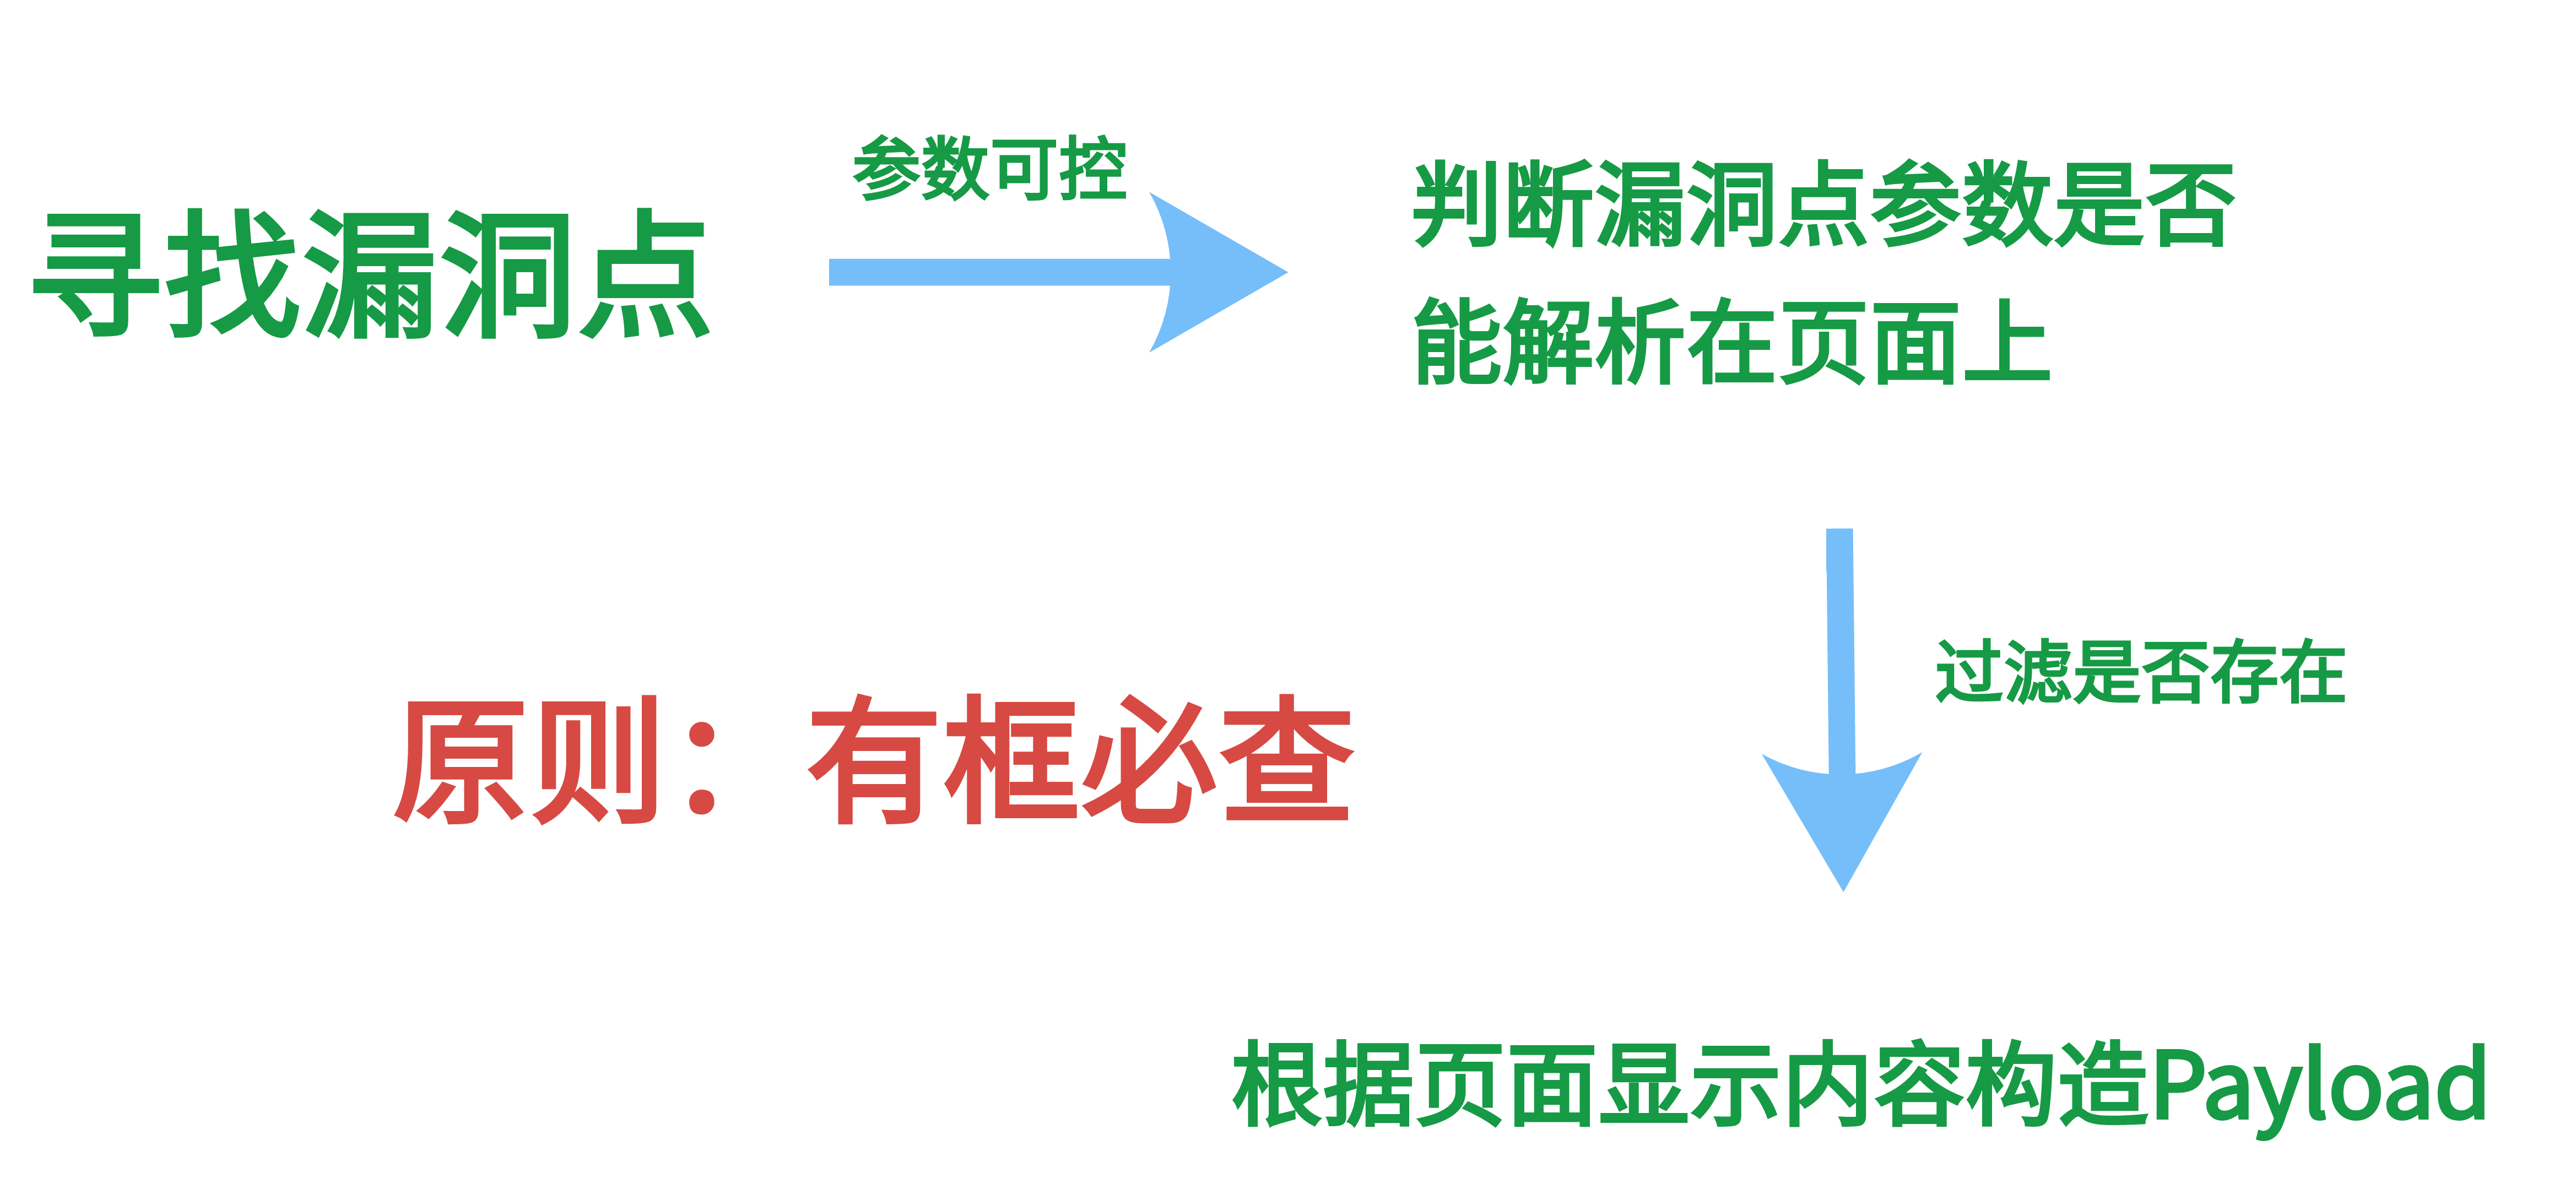 寻找漏洞点
参数可控
判断漏洞点参数是否
能解析在页面上
过滤是否存在
原则：有框必查
根据页面显示内容构造Payload